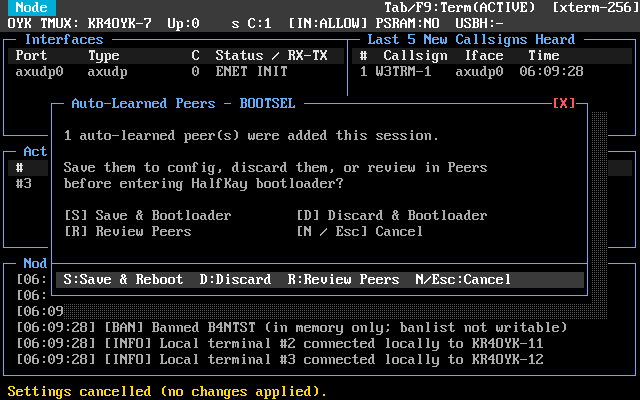 Node Tab/F9:Term(ACTIVE) [xterm-256]
OYK TMUX: KR4OYK-7 Up:0 s C:1 [IN:ALLOW] PSRAM:NO USBH:-
Interfaces Last 5 New Callsigns Heard
Port Type C Status / RX-TX # Callsign Iface Time
axudp0 axudp 0 ENET INIT 1 W3TRM-1 axudp0 06:09:28
Auto-Learned Peers - BOOTSEL [X]
1 auto-learned peer(s) were added this session.
Act
# Save them to config, discard them, or review in Peers
#3 before entering HalfKay bootloader?
[S] Save & Bootloader [D] Discard & Bootloader
[R] Review Peers [N / Esc] Cancel
Nod
[06: S:Save & Reboot D:Discard R:Review Peers N/Esc:Cancel
[06:
[06:09
[06:09:28] [BAN] Banned B4NTST (in memory only; banlist not writable)
[06:09:28] [INFO] Local terminal #2 connected locally to KR4OYK-11
[06:09:28] [INFO] Local terminal #3 connected locally to KR4OYK-12
Settings cancelled (no changes applied).